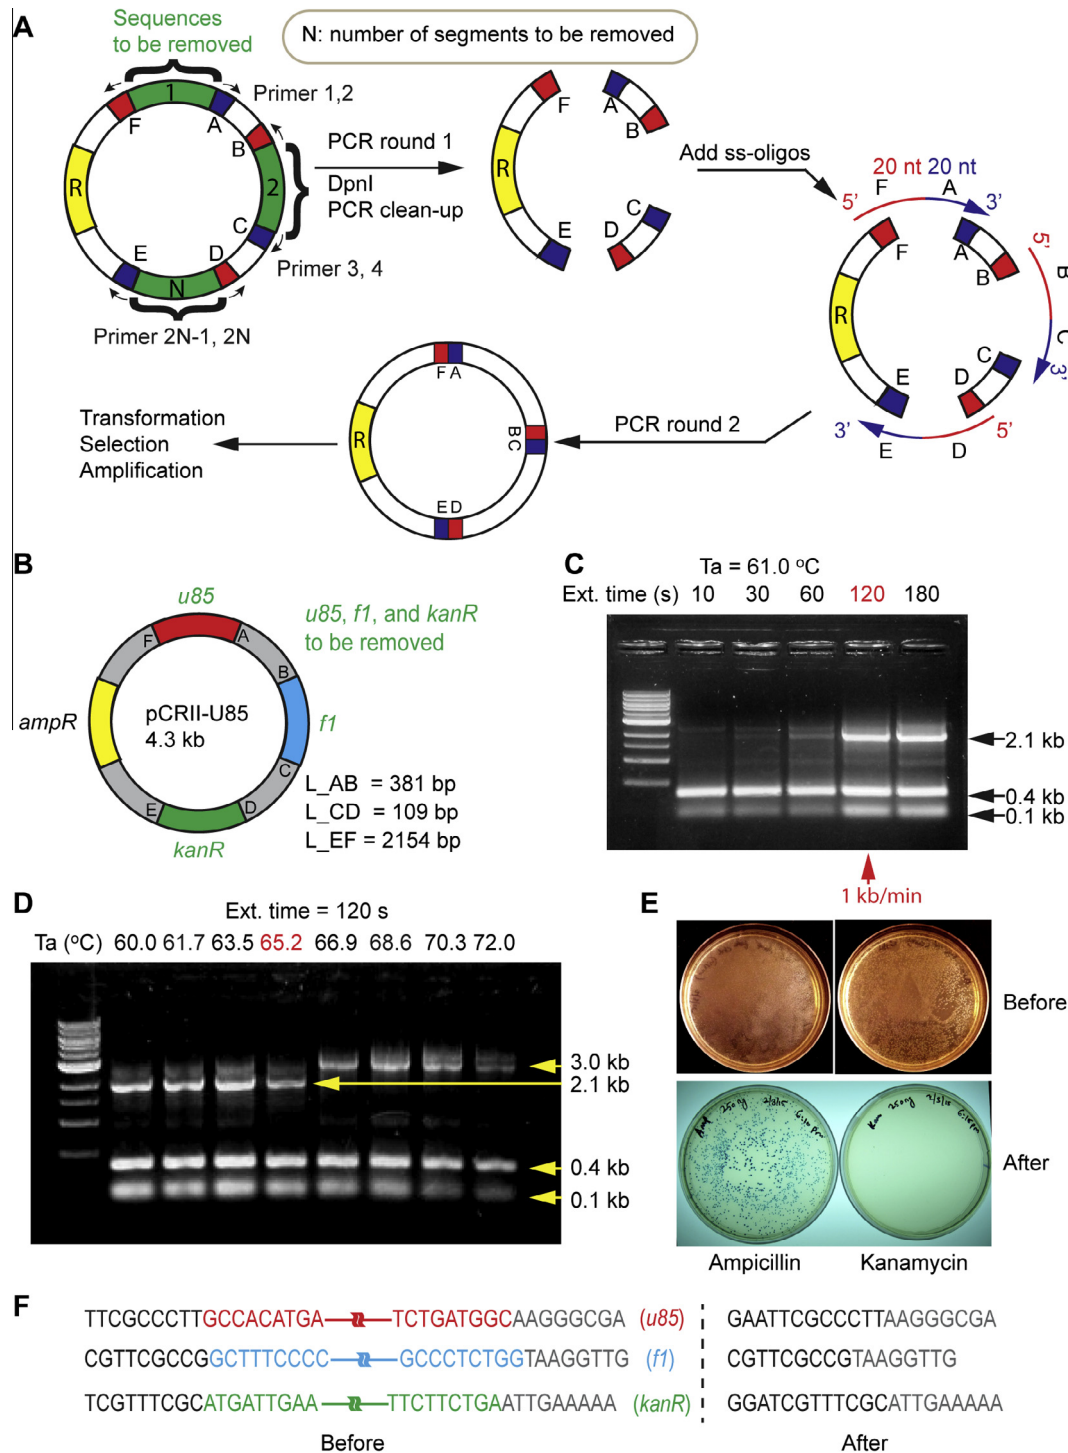 A
Sequences
to be removed
N: number of segments to be removed
1
F
A
Primer 1,2
B
R
2
C
E
D
N
Primer 3, 4
Primer 2N-1, 2N
PCR round 1
DpnI
PCR clean-up
F
A
B
R
C
D
E
Add ss-oligos
20 nt 20 nt
F A
5' 3'
F
A
B
5'
B
C
3'
R
C
D
E
5'
3'
E
D
PCR round 2
F A
R
B
C
E D
Transformation
Selection
Amplification
B
u85
F
A
B
u85, f1, and kanR
to be removed
ampR
pCRII-U85
4.3 kb
f1
C
E
D
kanR
L_AB = 381 bp
L_CD = 109 bp
L_EF = 2154 bp
C
Ta = 61.0 °C
Ext. time (s) 10 30 60 120 180
2.1 kb
0.4 kb
0.1 kb
1 kb/min
D
Ext. time = 120 s
Ta (°C) 60.0 61.7 63.5 65.2 66.9 68.6 70.3 72.0
3.0 kb
2.1 kb
0.4 kb
0.1 kb
E
Before
Amp 250ng
Kam 250ng
After
Ampicillin Kanamycin
F
TTCGCCCTTGCCACATGA TCTGATGGCAAGGGCGA (u85) GAATTCGCCCTTAAGGGCGA
CGTTCGCCGGCTTTCCCC GCCCTCTGGTAAGGTTG (f1) CGTTCGCCGTAAGGTTG
TCGTTTCGCATGATTGAA TTCTTCTGAATTGAAAAA (kanR) GGATCGTTTCGCATTGAAAAA
Before After